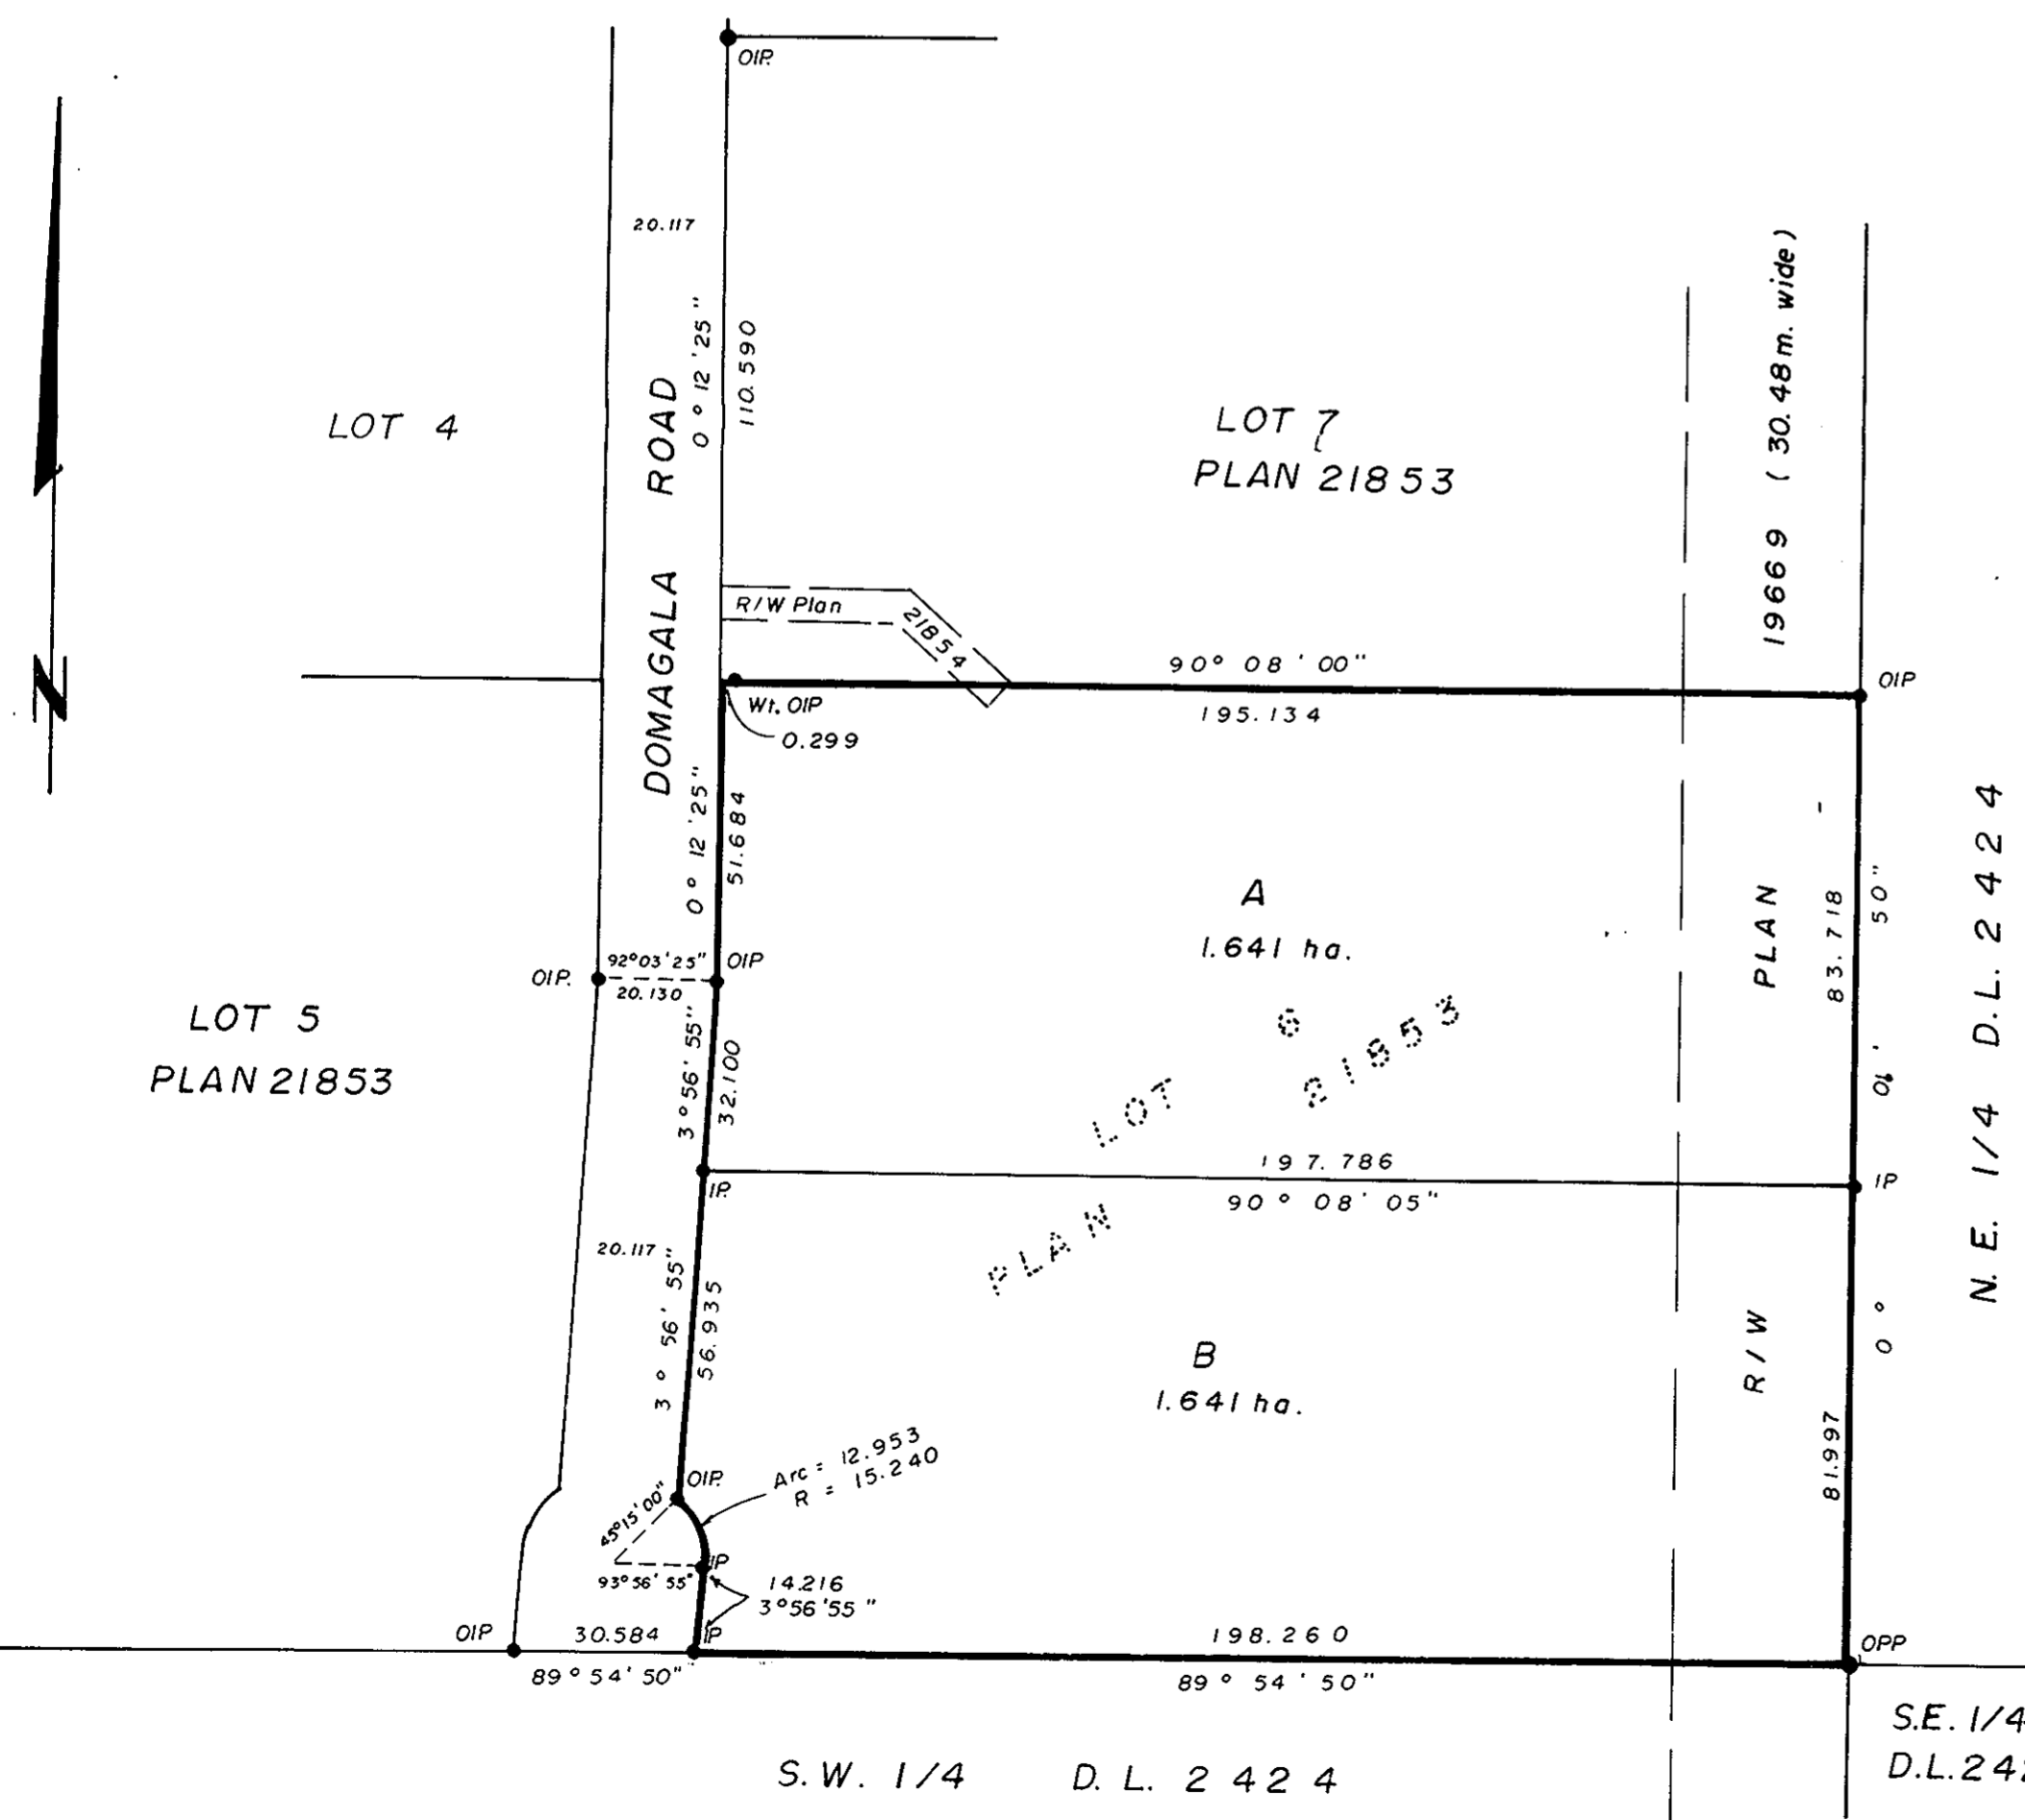 OIP.
20.117
0° 12' 25"
110.590
LOT 4
DOMAGALA ROAD
LOT 7
PLAN 21853
19669 (30.48m. wide)
R/W Plan 21854
90° 08' 00"
195.134
OIP
Wt. OIP
0.299
0° 12' 25"
51.684
A
1.641 ha.
PLAN
83.718
50"
N.E. 1/4 D.L. 2424
OIP.
92°03'25"
20.130
OIP
LOT 5
PLAN 21853
3°56'55"
32.100
LOT 6
PLAN 21853
197.786
90° 08' 05"
IP.
IP
20.117
3° 56' 55"
56.935
0°
B
1.641 ha.
R/W
81.997
OIP.
Arc = 12.953
R = 15.240
45°15'00"
IP
93°56'55"
14.216
3°56'55"
OIP
30.584
IP
198.260
OPP
89° 54' 50"
89° 54' 50"
S.E. 1/4
S.W. 1/4 D.L. 2424
N